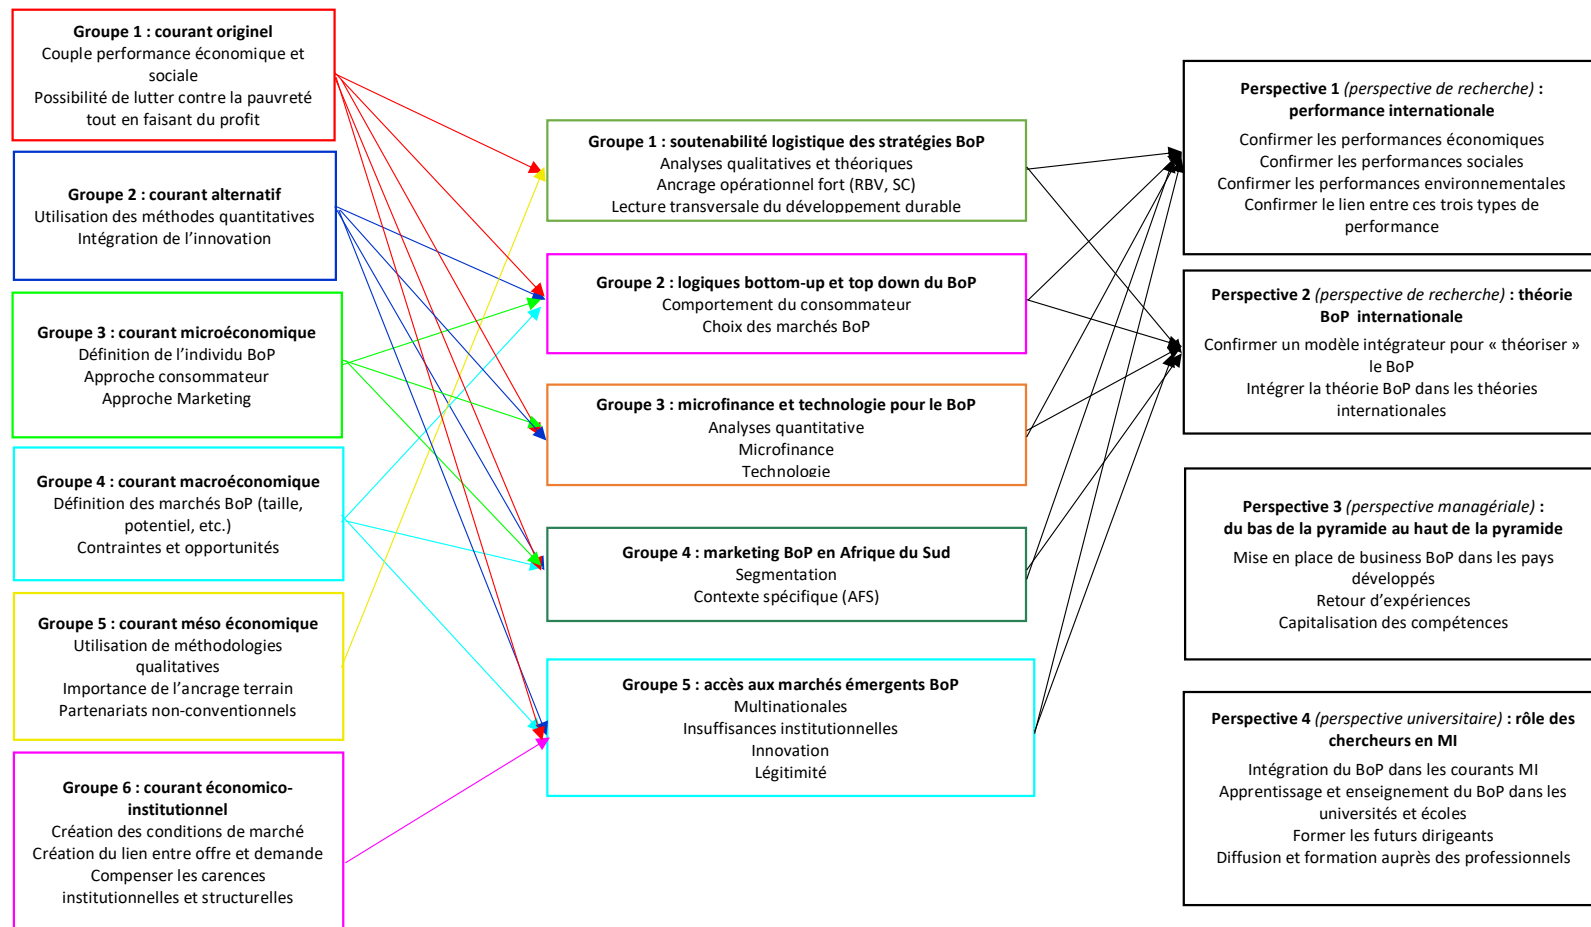 Groupe 1 : courant originel
Couple performance économique et
sociale
Possibilité de lutter contre la pauvreté
tout en faisant du profit
Groupe 2 : courant alternatif
Utilisation des méthodes quantitatives
Intégration de l’innovation
Groupe 3 : courant microéconomique
Définition de l’individu BoP
Approche consommateur
Approche Marketing
Groupe 4 : courant macroéconomique
Définition des marchés BoP (taille,
potentiel, etc.)
Contraintes et opportunités
Groupe 5 : courant méso économique
Utilisation de méthodologies
qualitatives
Importance de l’ancrage terrain
Partenariats non-conventionnels
Groupe 6 : courant économico-
institutionnel
Création des conditions de marché
Création du lien entre offre et demande
Compenser les carences
institutionnelles et structurelles
Groupe 1 : soutenabilité logistique des stratégies BoP
Analyses qualitatives et théoriques
Ancrage opérationnel fort (RBV, SC)
Lecture transversale du développement durable
Groupe 2 : logiques bottom-up et top down du BoP
Comportement du consommateur
Choix des marchés BoP
Groupe 3 : microfinance et technologie pour le BoP
Analyses quantitative
Microfinance
Technologie
Groupe 4 : marketing BoP en Afrique du Sud
Segmentation
Contexte spécifique (AFS)
Groupe 5 : accès aux marchés émergents BoP
Multinationales
Insuffisances institutionnelles
Innovation
Légitimité
Perspective 1 (perspective de recherche) :
performance internationale
Confirmer les performances économiques
Confirmer les performances sociales
Confirmer les performances environnementales
Confirmer le lien entre ces trois types de
performance
Perspective 2 (perspective de recherche) : théorie
BoP internationale
Confirmer un modèle intégrateur pour « théoriser »
le BoP
Intégrer la théorie BoP dans les théories
internationales
Perspective 3 (perspective managériale) :
du bas de la pyramide au haut de la pyramide
Mise en place de business BoP dans les pays
développés
Retour d’expériences
Capitalisation des compétences
Perspective 4 (perspective universitaire) : rôle des
chercheurs en MI
Intégration du BoP dans les courants MI
Apprentissage et enseignement du BoP dans les
universités et écoles
Former les futurs dirigeants
Diffusion et formation auprès des professionnels